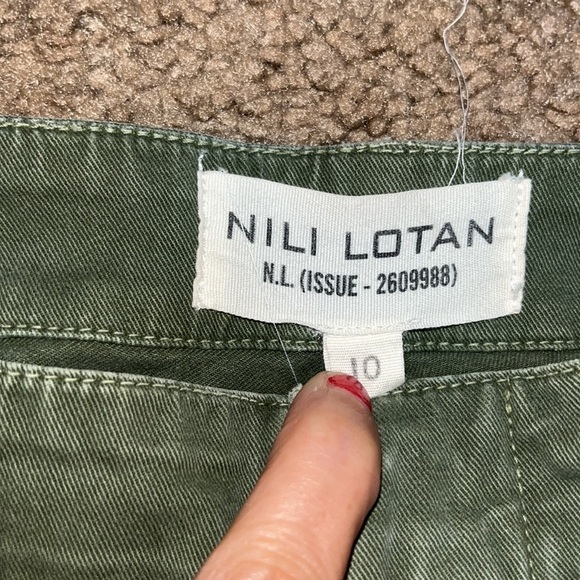 NILI LOTAN
N.L. (ISSUE - 2609988)
10